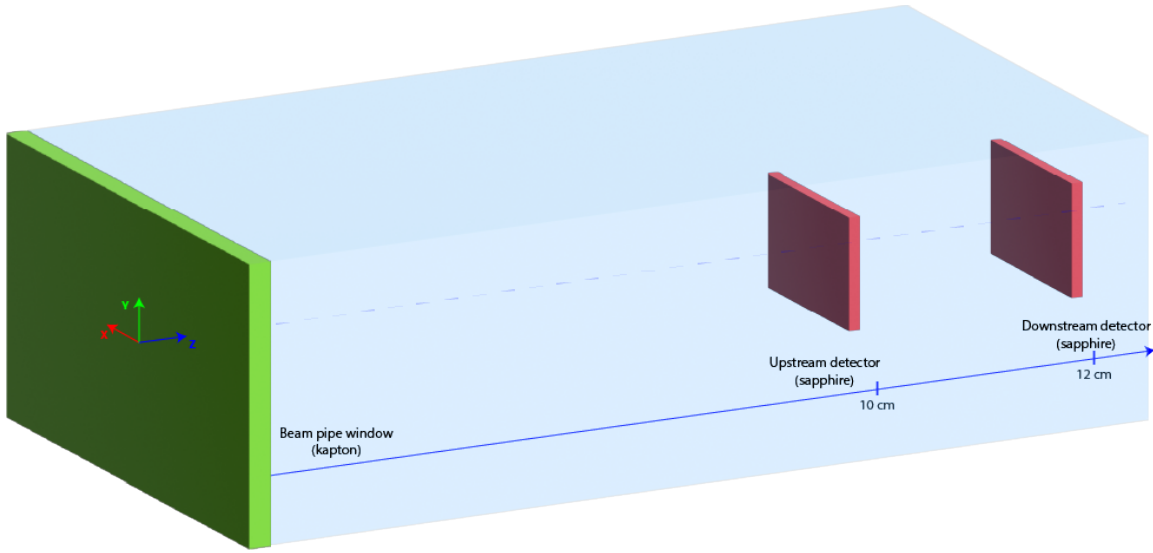 Y
X
Z
Beam pipe window
(kapton)
Upstream detector
(sapphire)
10 cm
Downstream detector
(sapphire)
12 cm